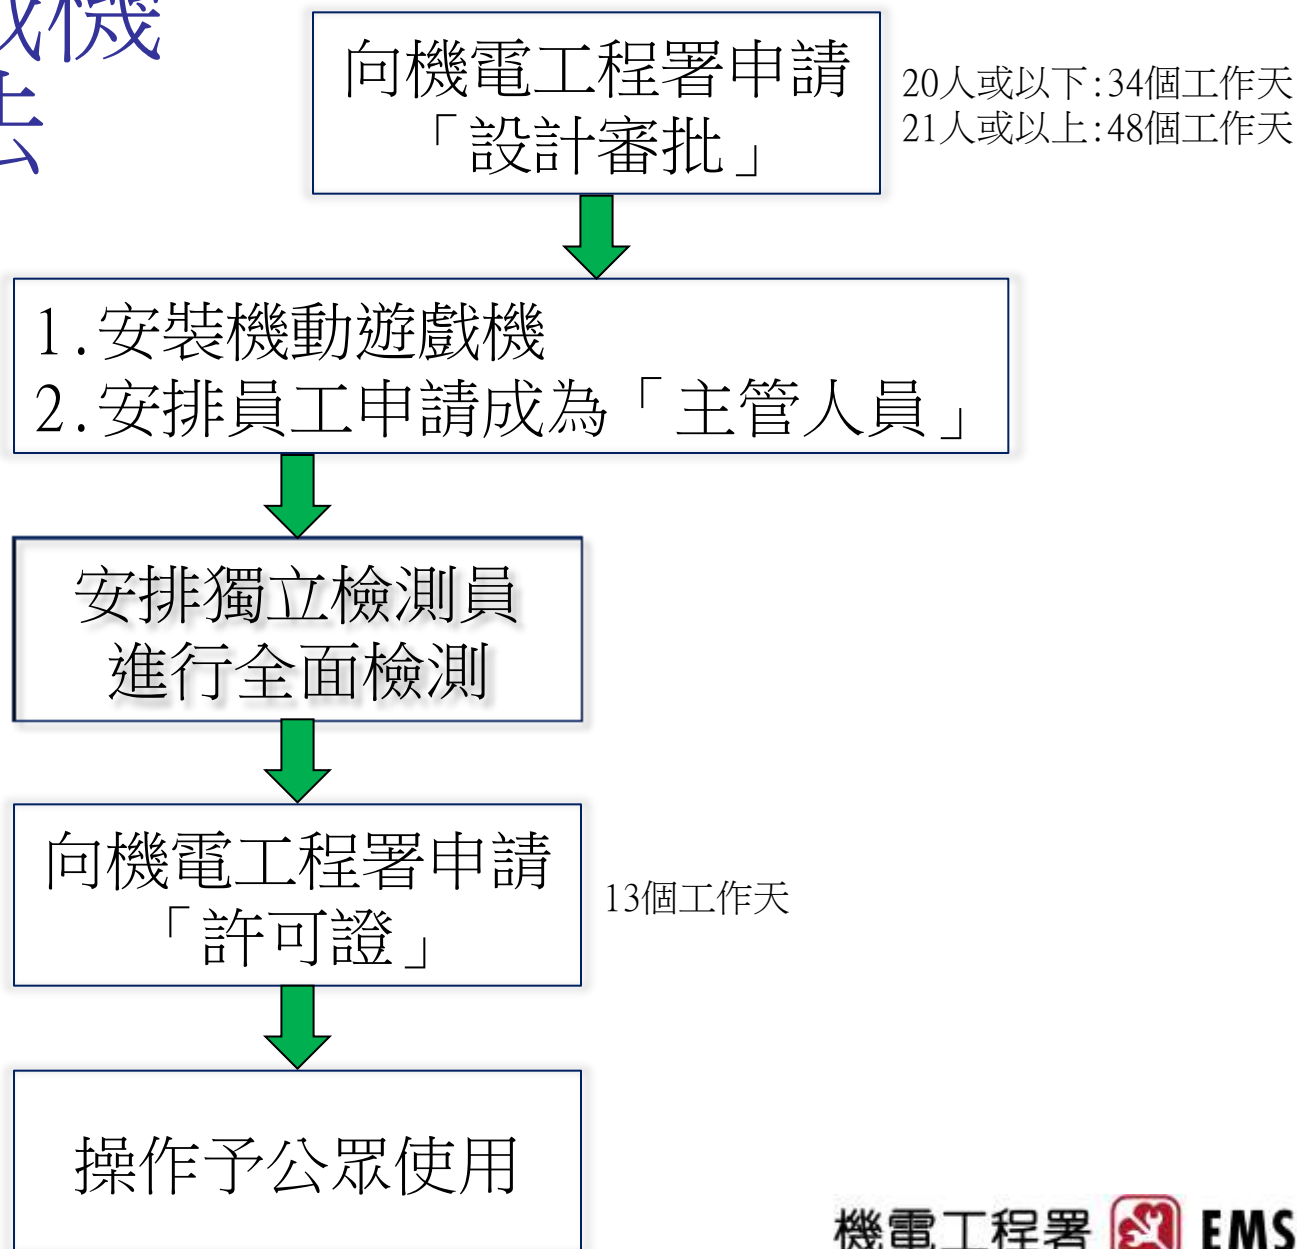 戲機
法
向機電工程署申請
「設計審批」
20人或以下:34個工作天
21人或以上:48個工作天
1.安裝機動遊戲機
2.安排員工申請成為「主管人員」
安排獨立檢測員
進行全面檢測
向機電工程署申請
「許可證」
13個工作天
操作予公眾使用
機電工程署 EMS